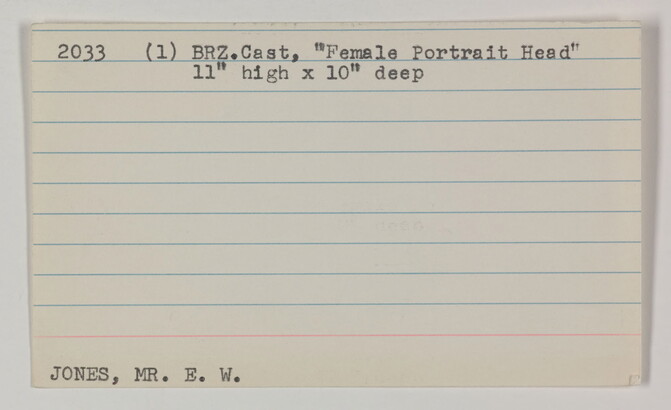 2033 (1) BRZ.Cast, "Female Portrait Head"
11" high x 10" deep
JONES, MR. E. W.